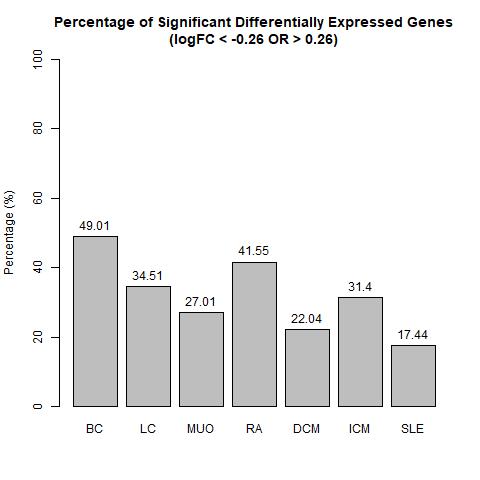 Percentage of Significant Differentially Expressed Genes
(logFC < -0.26 OR > 0.26)
Percentage (%)
100
80
60
40
20
0
49.01
34.51
27.01
41.55
22.04
31.4
17.44
BC
LC
MUO
RA
DCM
ICM
SLE